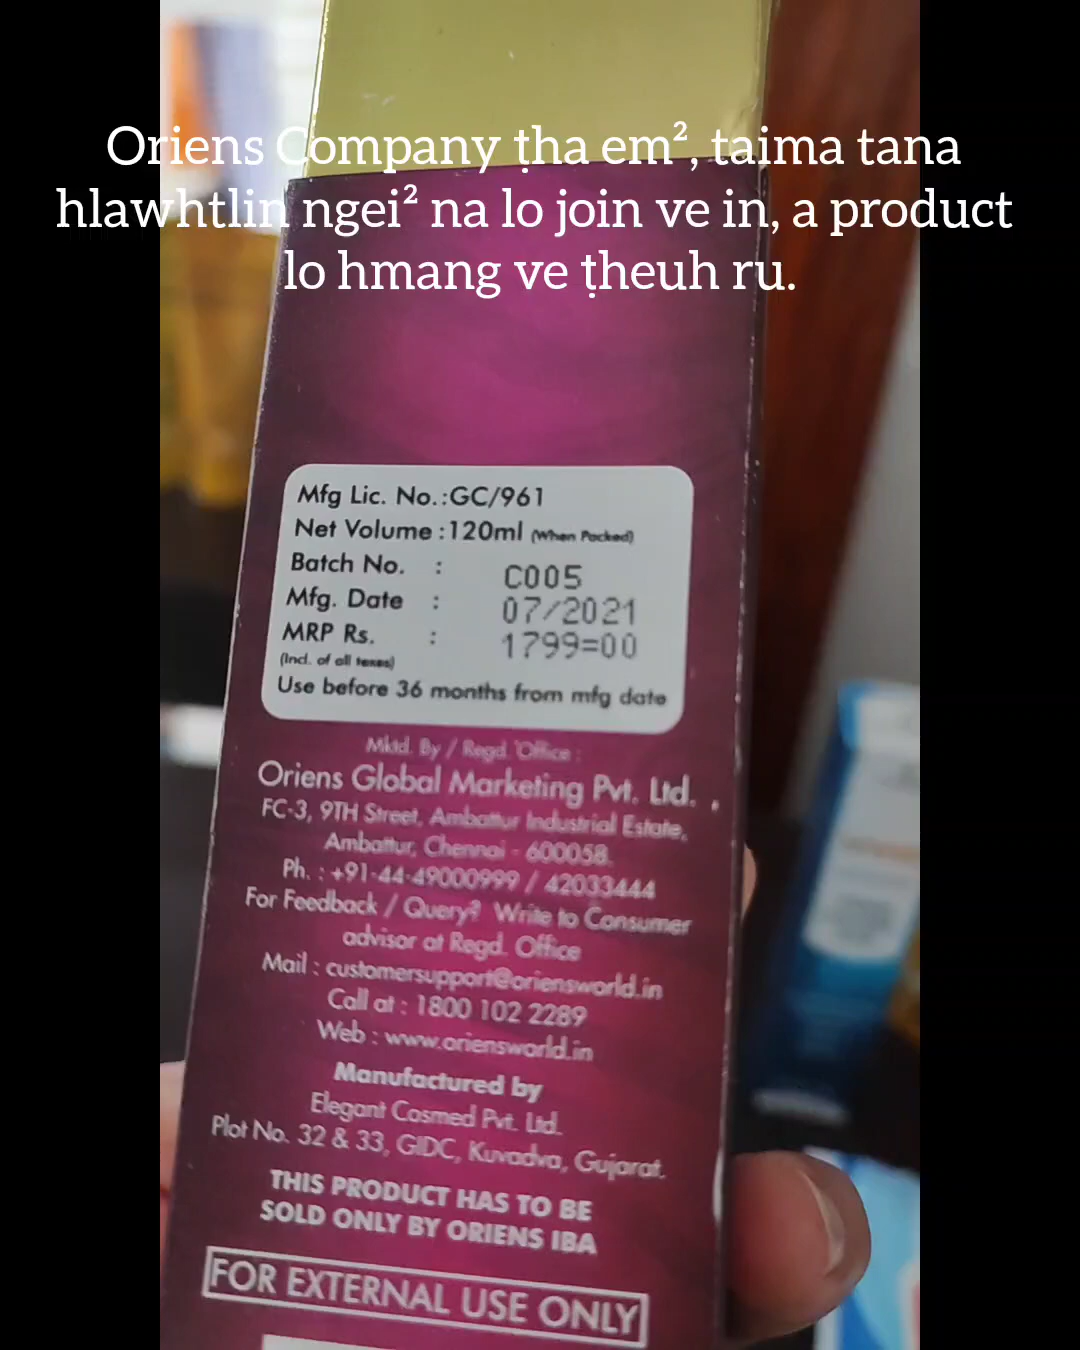 Oriens Company ṭha em², taima tana
hlawhtlin ngei² na lo join ve in, a product
lo hmang ve ṭheuh ru.
Mfg Lic. No.:GC/961
Net Volume :120ml (When Packed)
Batch No. : C005
Mfg. Date : 07/2021
MRP Rs. : 1799=00
(Incl. of all taxes)
Use before 36 months from mfg date
Mktd. By / Regd. Office :
Oriens Global Marketing Pvt. Ltd. ,
FC-3, 9TH Street, Ambattur Industrial Estate,
Ambattur, Chennai - 600058.
Ph. : +91-44-49000999 / 42033444
For Feedback / Query? Write to Consumer
advisor at Regd. Office
Mail : customersupport@oriensworld.in
Call at : 1800 102 2289
Web : www.oriensworld.in
Manufactured by
Elegant Cosmed Pvt. Ltd.
Plot No. 32 & 33, GIDC, Kuvadva, Gujarat.
THIS PRODUCT HAS TO BE
SOLD ONLY BY ORIENS IBA
FOR EXTERNAL USE ONLY